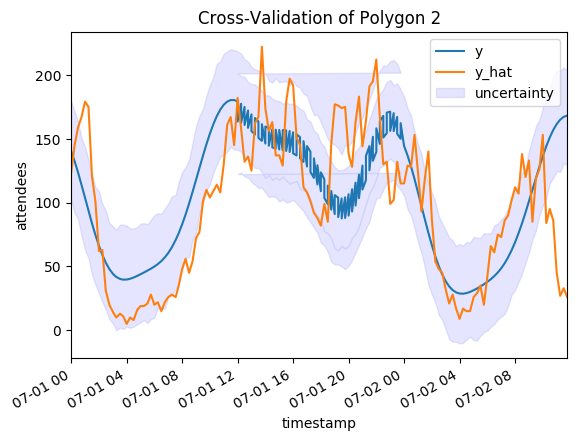 Cross-Validation of Polygon 2
y
y_hat
uncertainty
attendees
200
150
100
50
0
07-01 00
07-01 04
07-01 08
07-01 12
07-01 16
07-01 20
07-02 00
07-02 04
07-02 08
timestamp